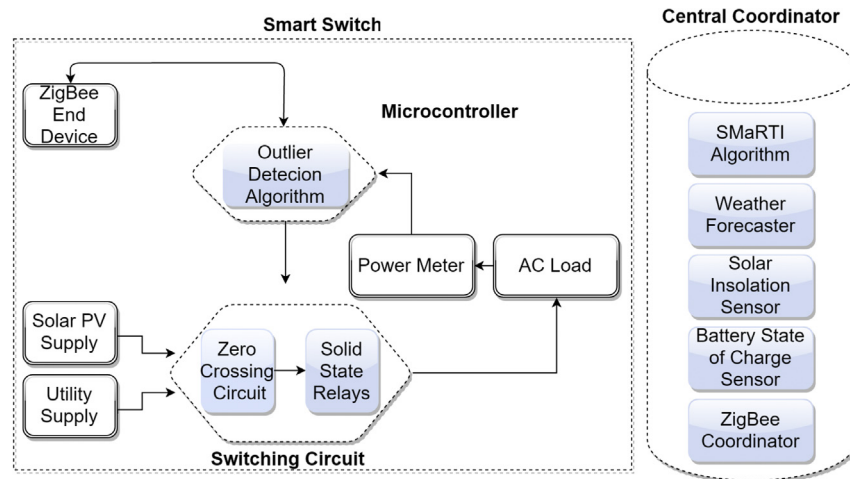 Smart Switch
ZigBee
End
Device
Microcontroller
Outlier
Detecion
Algorithm
Power Meter
AC Load
Solar PV
Supply
Utility
Supply
Zero
Crossing
Circuit
Solid
State
Relays
Switching Circuit
Central Coordinator
SMaRTI
Algorithm
Weather
Forecaster
Solar
Insolation
Sensor
Battery State
of Charge
Sensor
ZigBee
Coordinator